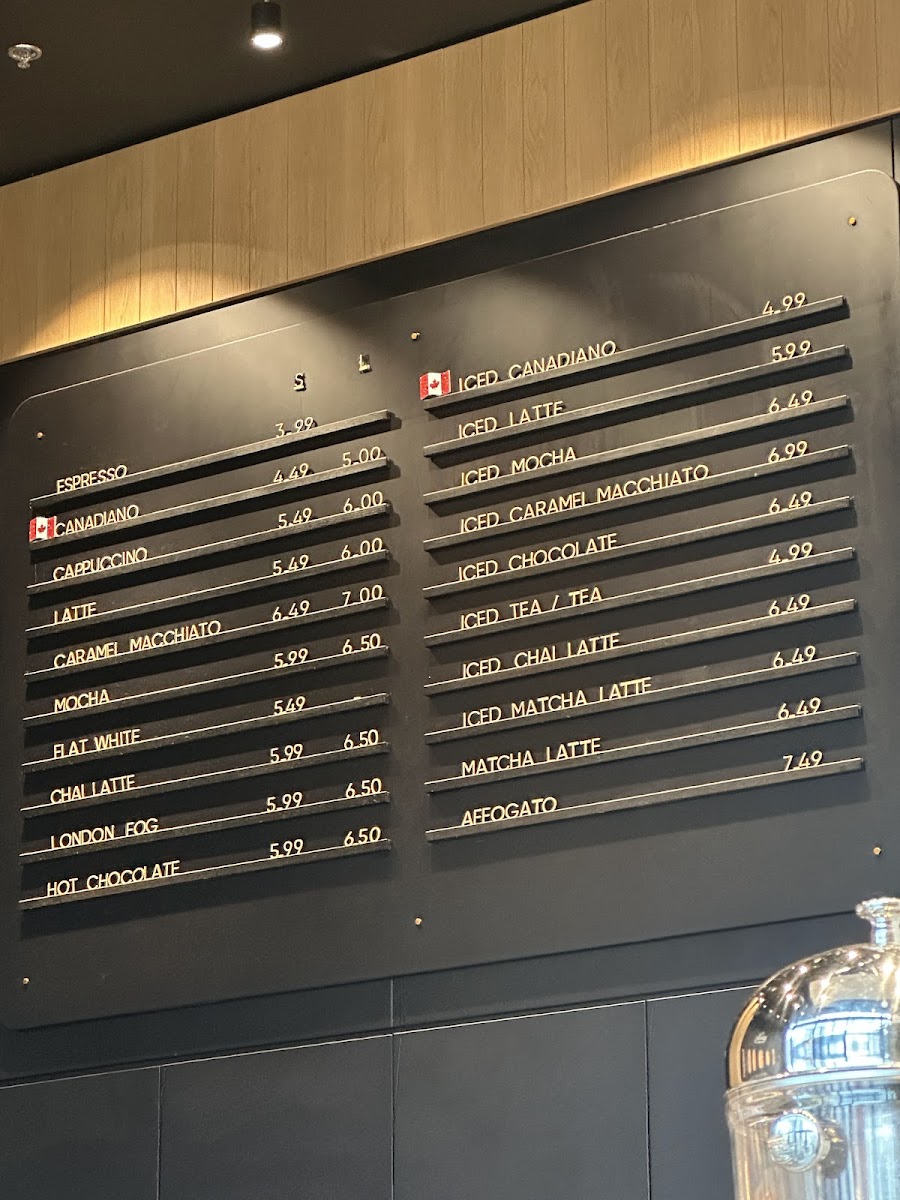 S L
ESPRESSO 3.99
CANADIANO 4.49 5.00
CAPPUCCINO 5.49 6.00
LATTE 5.49 6.00
CARAMEL MACCHIATO 6.49 7.00
MOCHA 5.99 6.50
FLAT WHITE 5.49 -
CHAI LATTE 5.99 6.50
LONDON FOG 5.99 6.50
HOT CHOCOLATE 5.99 6.50
ICED CANADIANO 4.99
ICED LATTE 5.99
ICED MOCHA 6.49
ICED CARAMEL MACCHIATO 6.99
ICED CHOCOLATE 6.49
ICED TEA / TEA 4.99
ICED CHAI LATTE 6.49
ICED MATCHA LATTE 6.49
MATCHA LATTE 6.49
AFFOGATO 7.49